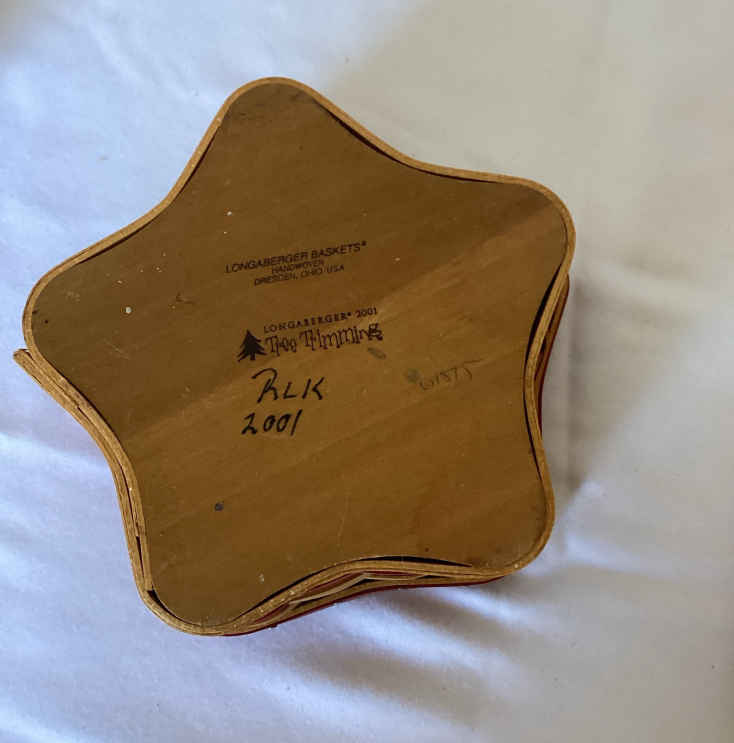 LONGABERGER BASKETS®
HANDWOVEN
DRESDEN, OHIO USA
LONGABERGER® 2001
Tree Trimming
RLK
2001